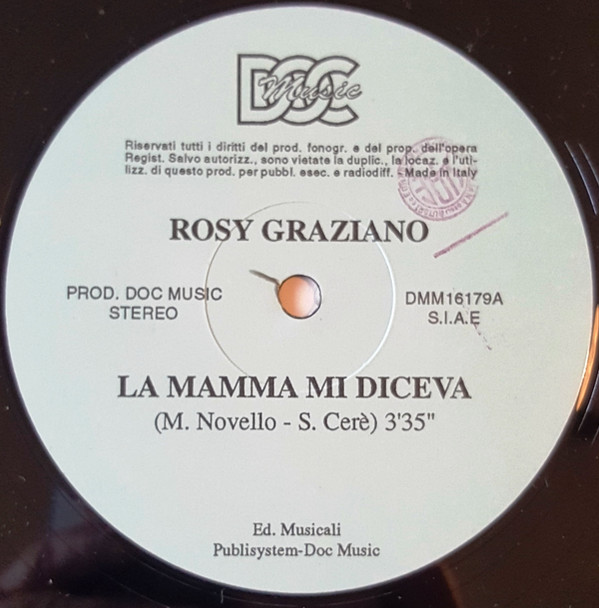 DOC
Music
Riservati tutti i diritti del prod. fonogr. e del prop. dell'opera
Regist. Salvo autorizz., sono vietate la duplic., la locaz. e l'uti-
lizz. di questo prod. per pubbl. esec. e radiodiff. - Made in Italy
ROSY GRAZIANO
PROD. DOC MUSIC
STEREO
DMM16179A
S.I.A.E
LA MAMMA MI DICEVA
(M. Novello - S. Cerè) 3'35"
Ed. Musicali
Publisystem-Doc Music